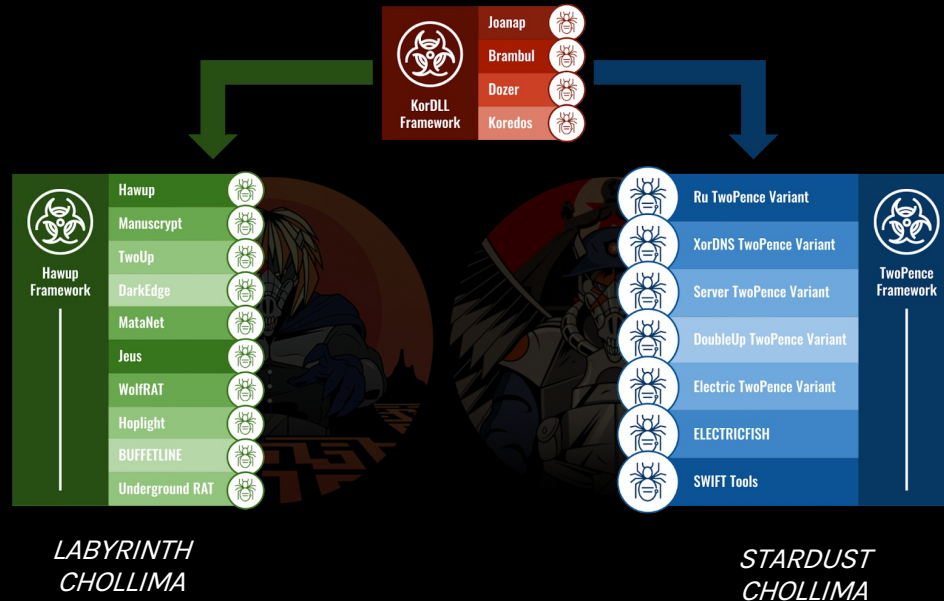 KorDLL
Framework
Joanap
Brambul
Dozer
Koredos
Hawup
Framework
Hawup
Manuscrypt
TwoUp
DarkEdge
MataNet
Jeus
WolfRAT
Hoplight
BUFFETLINE
Underground RAT
Ru TwoPence Variant
XorDNS TwoPence Variant
Server TwoPence Variant
DoubleUp TwoPence Variant
Electric TwoPence Variant
ELECTRICFISH
SWIFT Tools
TwoPence
Framework
LABYRINTH
CHOLLIMA
STARDUST
CHOLLIMA